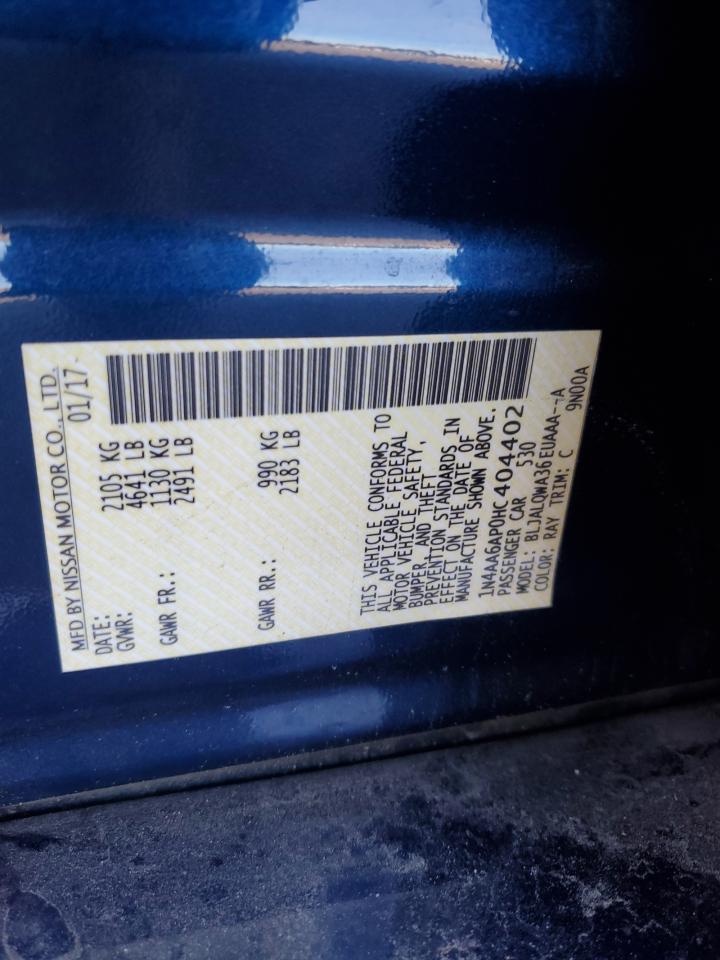 MFD BY NISSAN MOTOR CO., LTD.
DATE: 01/17
GVWR: 2105 KG
4641 LB
GAWR FR.: 1130 KG
2491 LB
GAWR RR.: 990 KG
2183 LB
THIS VEHICLE CONFORMS TO
ALL APPLICABLE FEDERAL
MOTOR VEHICLE SAFETY,
BUMPER, AND THEFT
PREVENTION STANDARDS IN
EFFECT ON THE DATE OF
MANUFACTURE SHOWN ABOVE.
1N4AA6AP0HC404402
PASSENGER CAR 530
MODEL: BLJALQWA36EUAAA--A
COLOR: RAY TRIM: C 9N00A